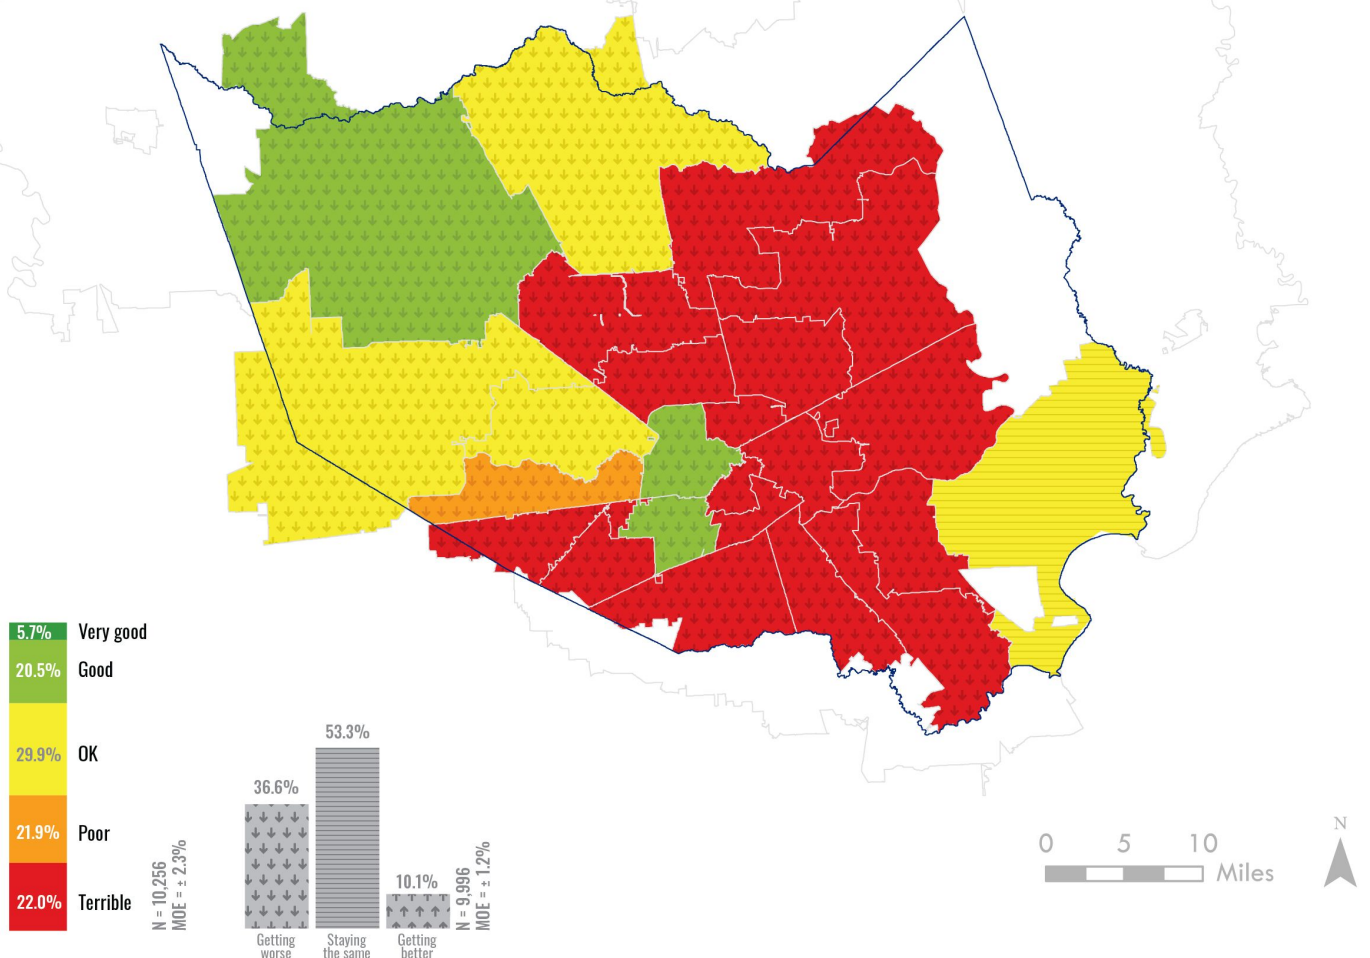 5.7% Very good
20.5% Good
29.9% OK
21.9% Poor
22.0% Terrible
N = 10,256
MOE = ± 2.3%
36.6%
53.3%
10.1%
Getting
worse
Staying
the same
Getting
better
N = 9,996
MOE = ± 1.2%
0 5 10
Miles
N